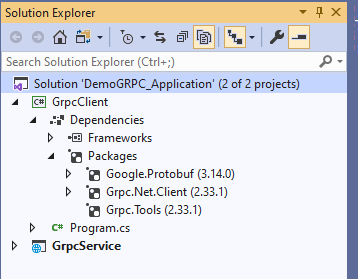 Solution Explorer
Search Solution Explorer (Ctrl+;)
Solution 'DemoGRPC_Application' (2 of 2 projects)
C# GrpcClient
Dependencies
Frameworks
Packages
Google.Protobuf (3.14.0)
Grpc.Net.Client (2.33.1)
Grpc.Tools (2.33.1)
C# Program.cs
GrpcService